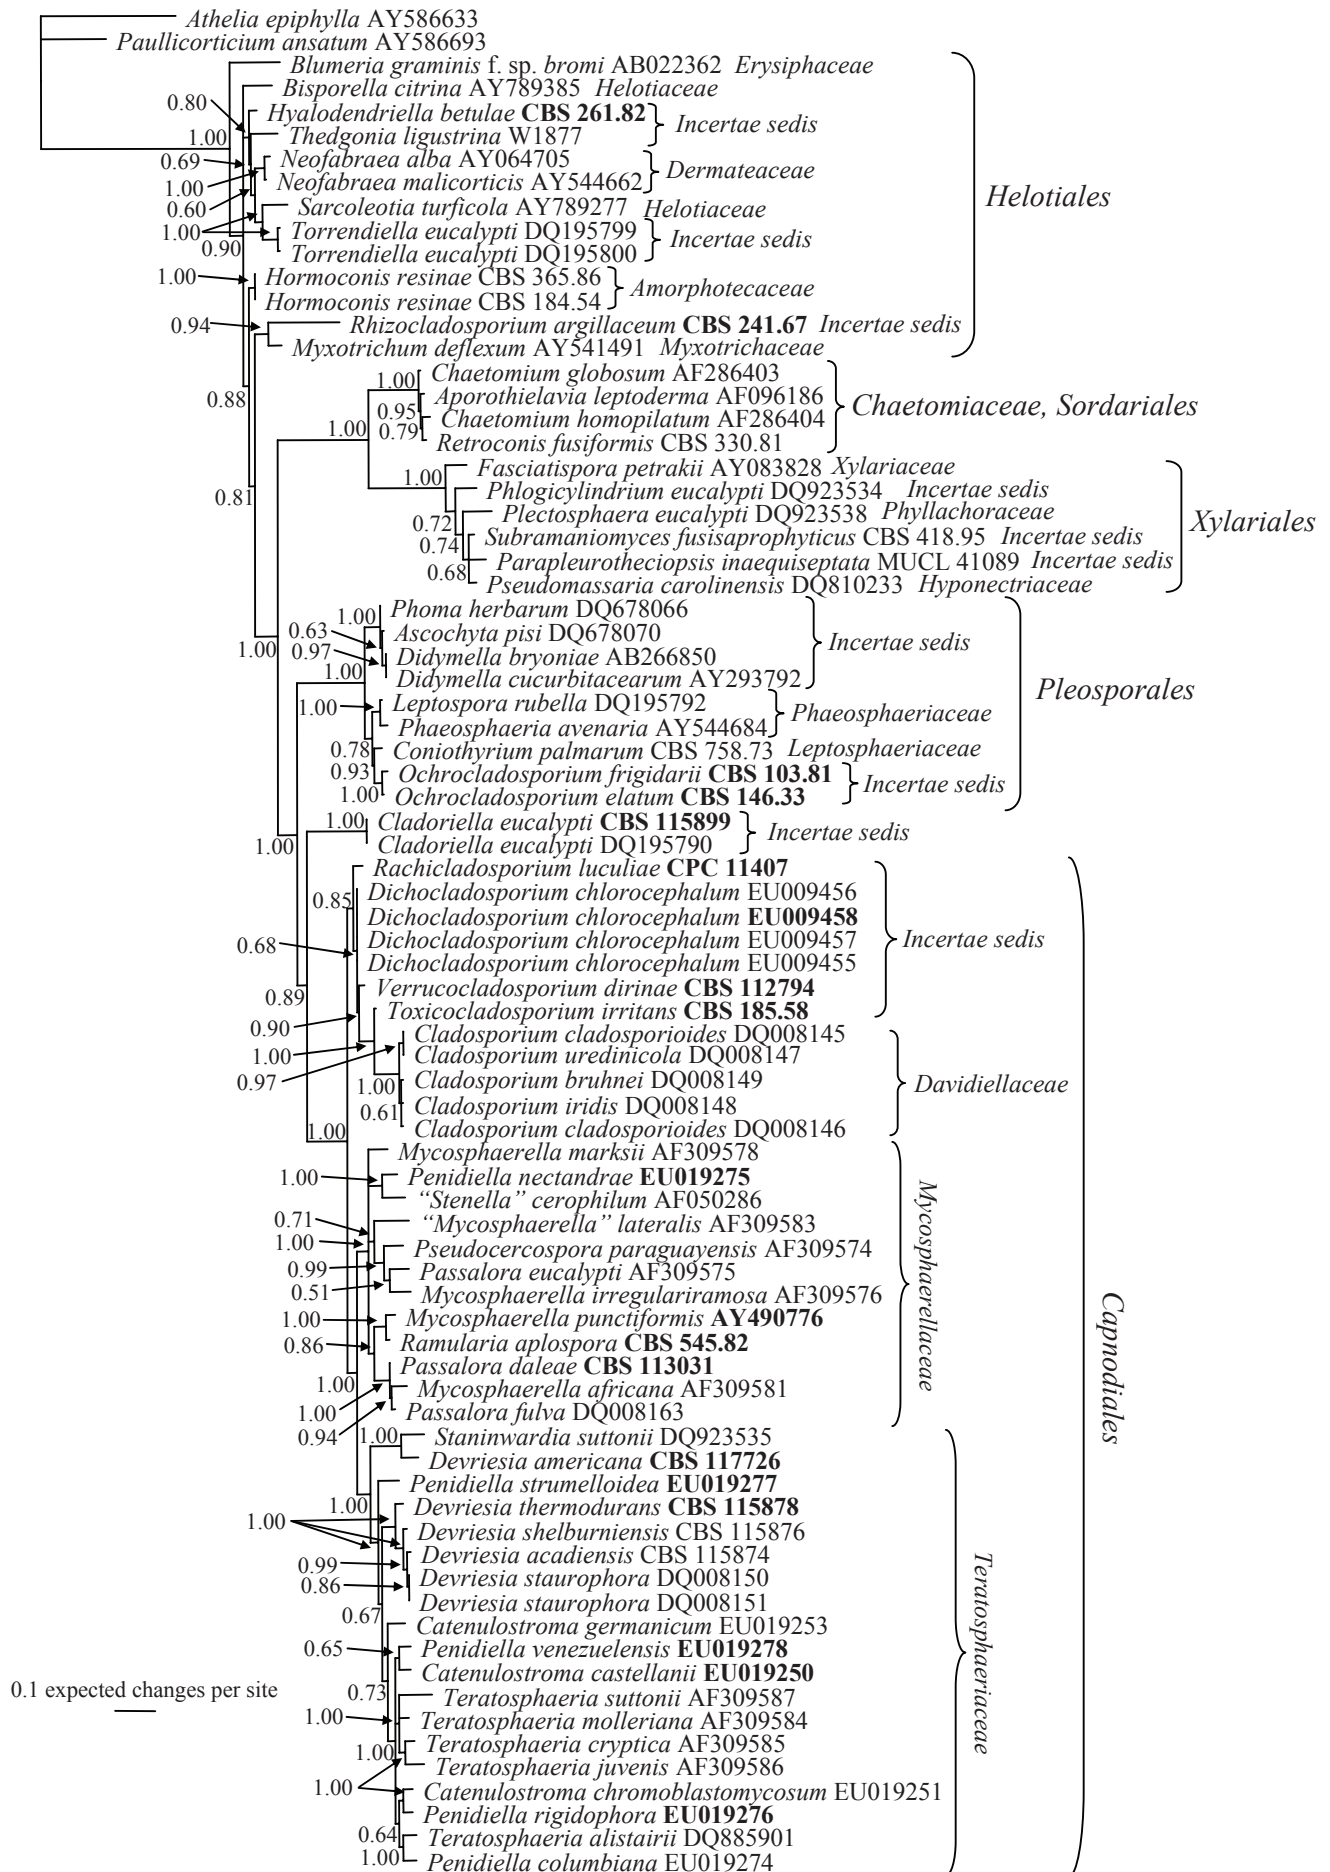 Athelia epiphylla AY586633
Paullicorticium ansatum AY586693
Blumeria graminis f. sp. bromi AB022362 Erysiphaceae
Bisporella citrina AY789385 Helotiaceae
0.80
Hyalodendriella betulae CBS 261.82
Incertae sedis
1.00
Thedgonia ligustrina W1877
0.69
Neofabraea alba AY064705
Dermateaceae
1.00
Neofabraea malicorticis AY544662
Helotiales
0.60
Sarcoleotia turficola AY789277 Helotiaceae
1.00
Torrendiella eucalypti DQ195799
Incertae sedis
0.90
Torrendiella eucalypti DQ195800
1.00
Hormoconis resinae CBS 365.86
Amorphotecaceae
Hormoconis resinae CBS 184.54
0.94
Rhizocladosporium argillaceum CBS 241.67 Incertae sedis
Myxotrichum deflexum AY541491 Myxotrichaceae
1.00
Chaetomium globosum AF286403
0.88
0.95
Aporothielavia leptoderma AF096186
Chaetomiaceae, Sordariales
1.00
0.79
Chaetomium homopilatum AF286404
Retroconis fusiformis CBS 330.81
Fasciatispora petrakii AY083828 Xylariaceae
1.00
0.81
Phlogicylindrium eucalypti DQ923534 Incertae sedis
0.72
Plectosphaera eucalypti DQ923538 Phyllachoraceae
Xylariales
0.74
Subramaniomyces fusisaprophyticus CBS 418.95 Incertae sedis
0.68
Parapleurotheciopsis inaequiseptata MUCL 41089 Incertae sedis
Pseudomassaria carolinensis DQ810233 Hyponectriaceae
1.00
Phoma herbarum DQ678066
0.63
Ascochyta pisi DQ678070
Incertae sedis
1.00
0.97
Didymella bryoniae AB266850
1.00
Didymella cucurbitacearum AY293792
Pleosporales
1.00
Leptospora rubella DQ195792
Phaeosphaeriaceae
Phaeosphaeria avenaria AY544684
0.78
Coniothyrium palmarum CBS 758.73 Leptosphaeriaceae
0.93
Ochrocladosporium frigidarii CBS 103.81
Incertae sedis
1.00
Ochrocladosporium elatum CBS 146.33
1.00
Cladoriella eucalypti CBS 115899
Incertae sedis
1.00
Cladoriella eucalypti DQ195790
Rachicladosporium luculiae CPC 11407
0.85
Dichocladosporium chlorocephalum EU009456
Dichocladosporium chlorocephalum EU009458
0.68
Dichocladosporium chlorocephalum EU009457
Incertae sedis
Dichocladosporium chlorocephalum EU009455
0.89
Verrucocladosporium dirinae CBS 112794
0.90
Toxicocladosporium irritans CBS 185.58
Cladosporium cladosporioides DQ008145
1.00
Cladosporium uredinicola DQ008147
0.97
1.00
Cladosporium bruhnei DQ008149
Davidiellaceae
0.61
Cladosporium iridis DQ008148
1.00
Cladosporium cladosporioides DQ008146
Mycosphaerella marksii AF309578
1.00
Penidiella nectandrae EU019275
“Stenella” cerophilum AF050286
0.71
“Mycosphaerella” lateralis AF309583
1.00
Pseudocercospora paraguayensis AF309574
0.99
Passalora eucalypti AF309575
Mycosphaerellaceae
0.51
Mycosphaerella irregulariramosa AF309576
1.00
Mycosphaerella punctiformis AY490776
0.86
Ramularia aplospora CBS 545.82
Capnodiales
1.00
Passalora daleae CBS 113031
1.00
Mycosphaerella africana AF309581
0.94
Passalora fulva DQ008163
1.00
Staninwardia suttonii DQ923535
Devriesia americana CBS 117726
Penidiella strumelloidea EU019277
1.00
Devriesia thermodurans CBS 115878
1.00
Devriesia shelburniensis CBS 115876
0.99
Devriesia acadiensis CBS 115874
0.86
Devriesia staurophora DQ008150
Devriesia staurophora DQ008151
0.67
Catenulostroma germanicum EU019253
Teratosphaeriaceae
0.65
Penidiella venezuelensis EU019278
Catenulostroma castellanii EU019250
0.1 expected changes per site
0.73
Teratosphaeria suttonii AF309587
1.00
Teratosphaeria molleriana AF309584
1.00
Teratosphaeria cryptica AF309585
Teratosphaeria juvenis AF309586
1.00
Catenulostroma chromoblastomycosum EU019251
Penidiella rigidophora EU019276
0.64
Teratosphaeria alistairii DQ885901
1.00
Penidiella columbiana EU019274